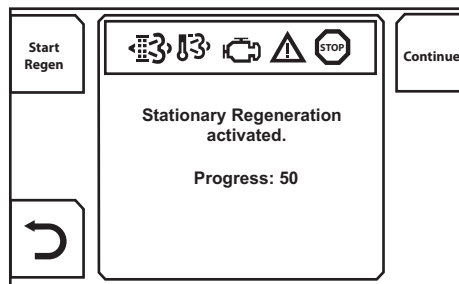 Start
Regen
STOP
Continue
Stationary Regeneration
activated.
Progress: 50